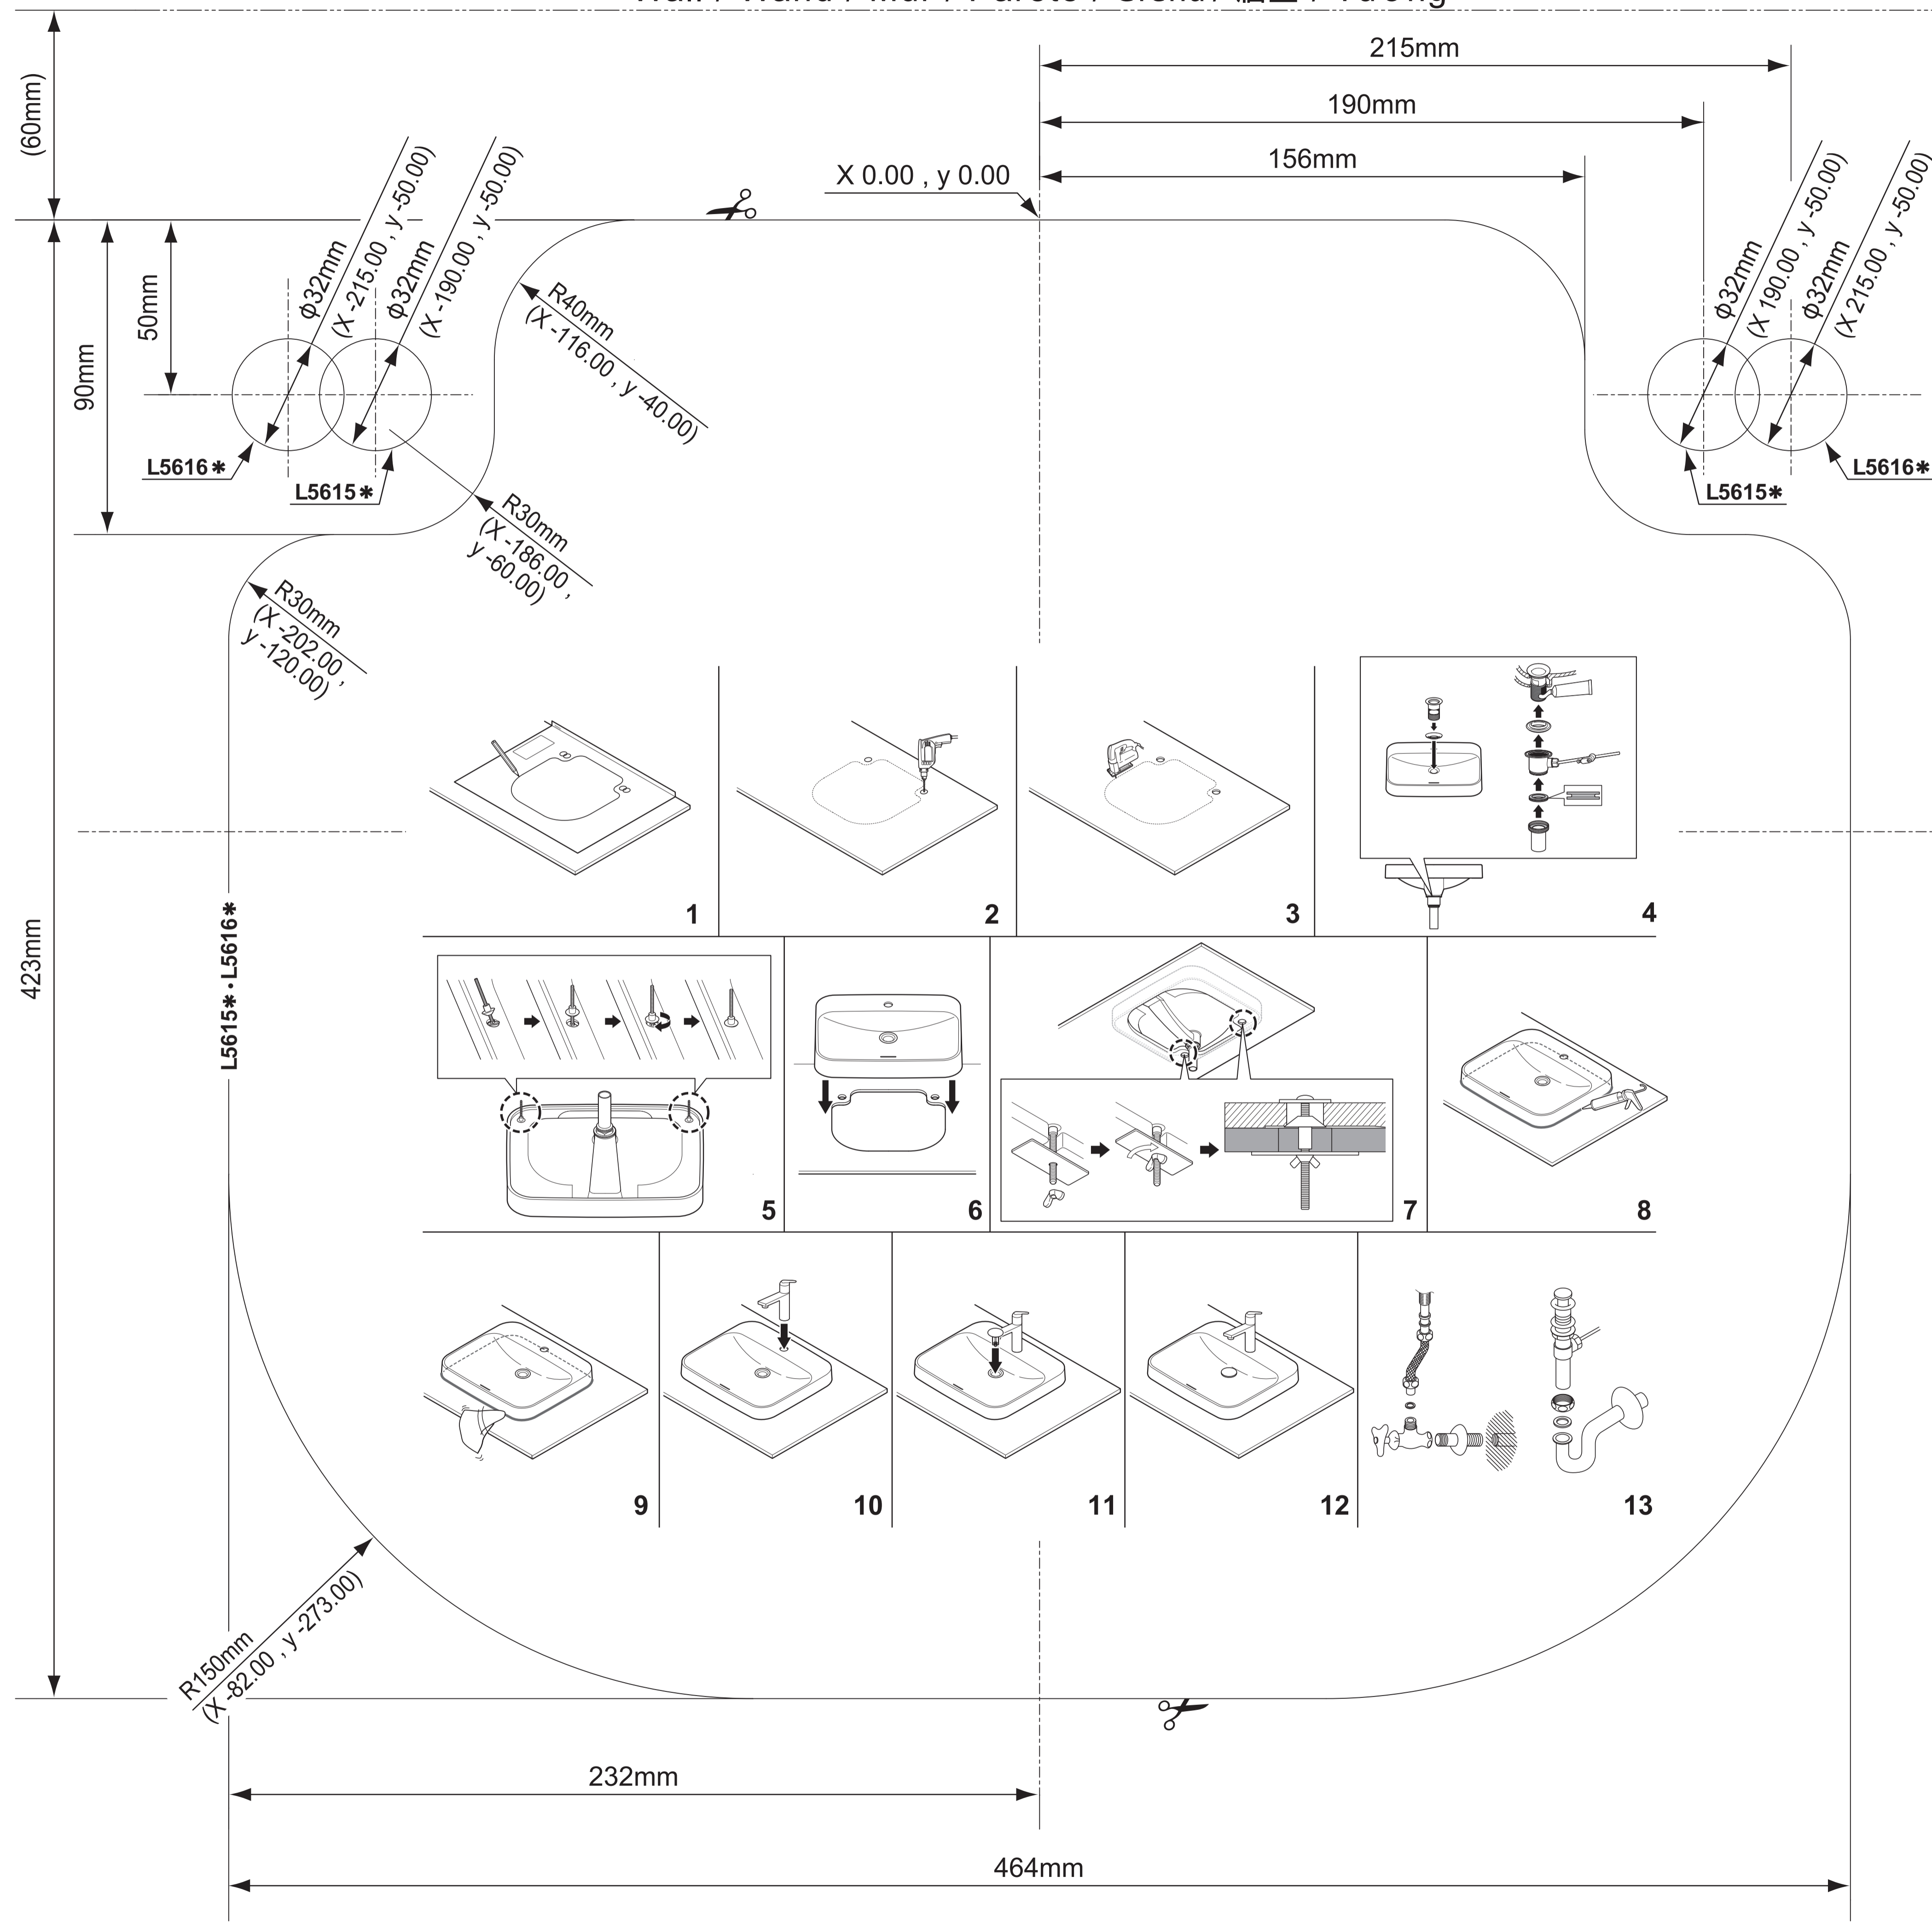 215mm
190mm
156mm
(60mm)
X 0.00 , y 0.00
ϕ32mm
(X -215.00 , y -50.00)
ϕ32mm
(X -190.00 , y -50.00)
ϕ32mm
(X 190.00 , y -50.00)
ϕ32mm
(X 215.00 , y -50.00)
50mm
90mm
R40mm
(X -116.00 , y -40.00)
L5616*
L5615*
L5615*
L5616*
R30mm
(X -186.00 ,
y -60.00)
R30mm
(X -202.00 ,
y -120.00)
1
2
3
4
423mm
L5615* • L5616*
5
6
7
8
9
10
11
12
13
R150mm
(X -82.00 , y -273.00)
232mm
464mm